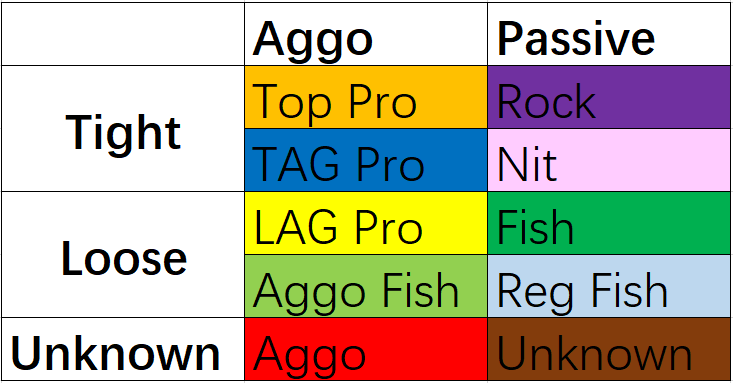 Aggo Passive
Tight
Top Pro Rock
TAG Pro Nit
Loose
LAG Pro Fish
Aggo Fish Reg Fish
Unknown Aggo Unknown